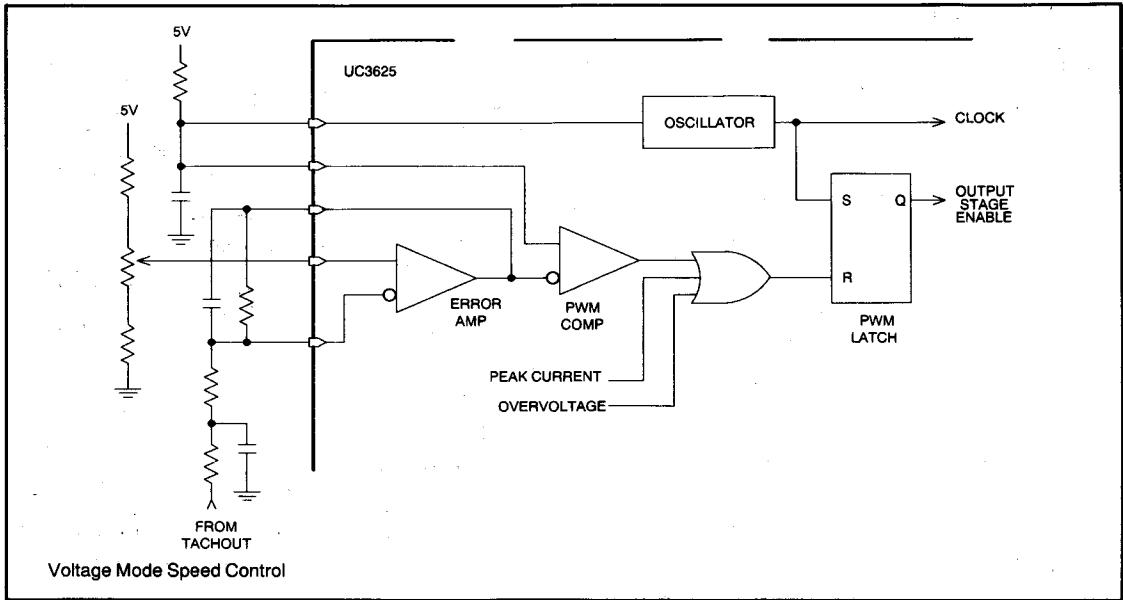 5V
UC3625
5V
OSCILLATOR
CLOCK
S
Q
OUTPUT
STAGE
ENABLE
R
ERROR
AMP
PWM
COMP
PWM
LATCH
PEAK CURRENT
OVERVOLTAGE
FROM
TACHOUT
Voltage Mode Speed Control